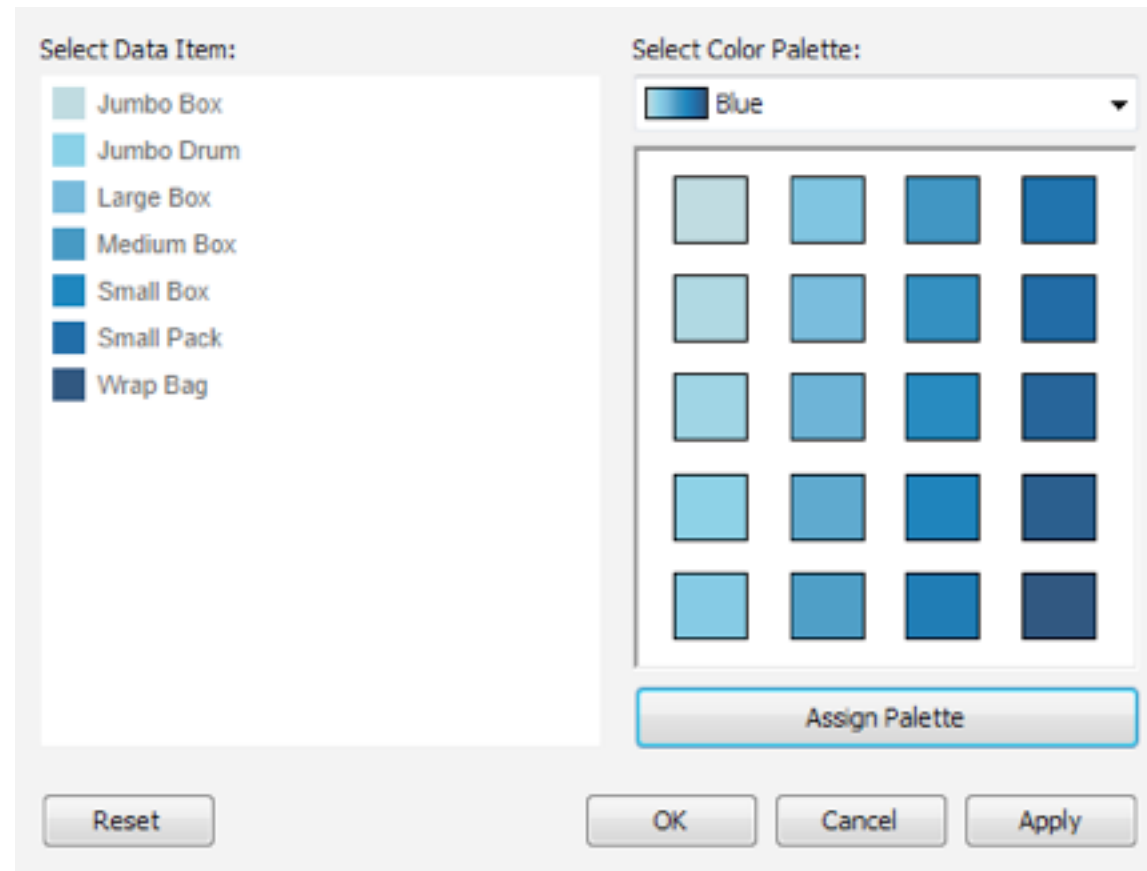 Select Data Item:
Jumbo Box
Jumbo Drum
Large Box
Medium Box
Small Box
Small Pack
Wrap Bag
Select Color Palette:
Blue
Assign Palette
Reset
OK
Cancel
Apply